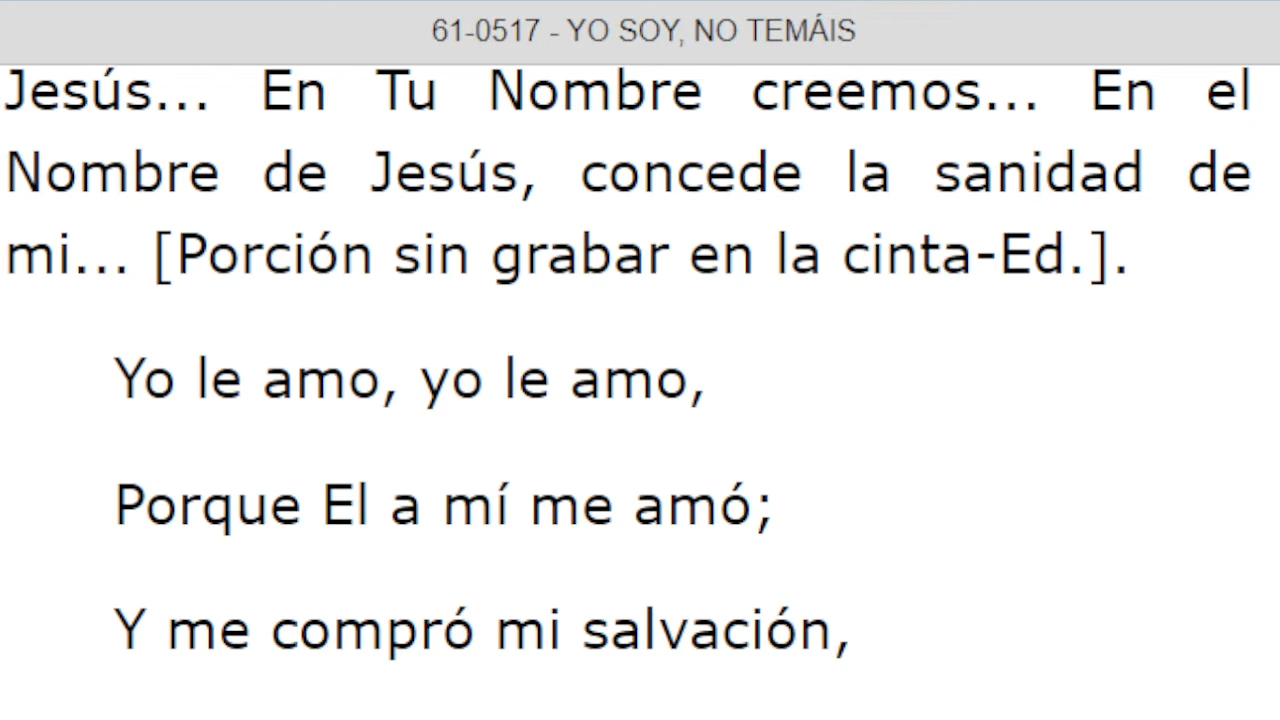 61-0517 - YO SOY, NO TEMÁIS
Jesús... En Tu Nombre creemos... En el
Nombre de Jesús, concede la sanidad de
mi... [Porción sin grabar en la cinta-Ed.].
Yo le amo, yo le amo,
Porque El a mí me amó;
Y me compró mi salvación,